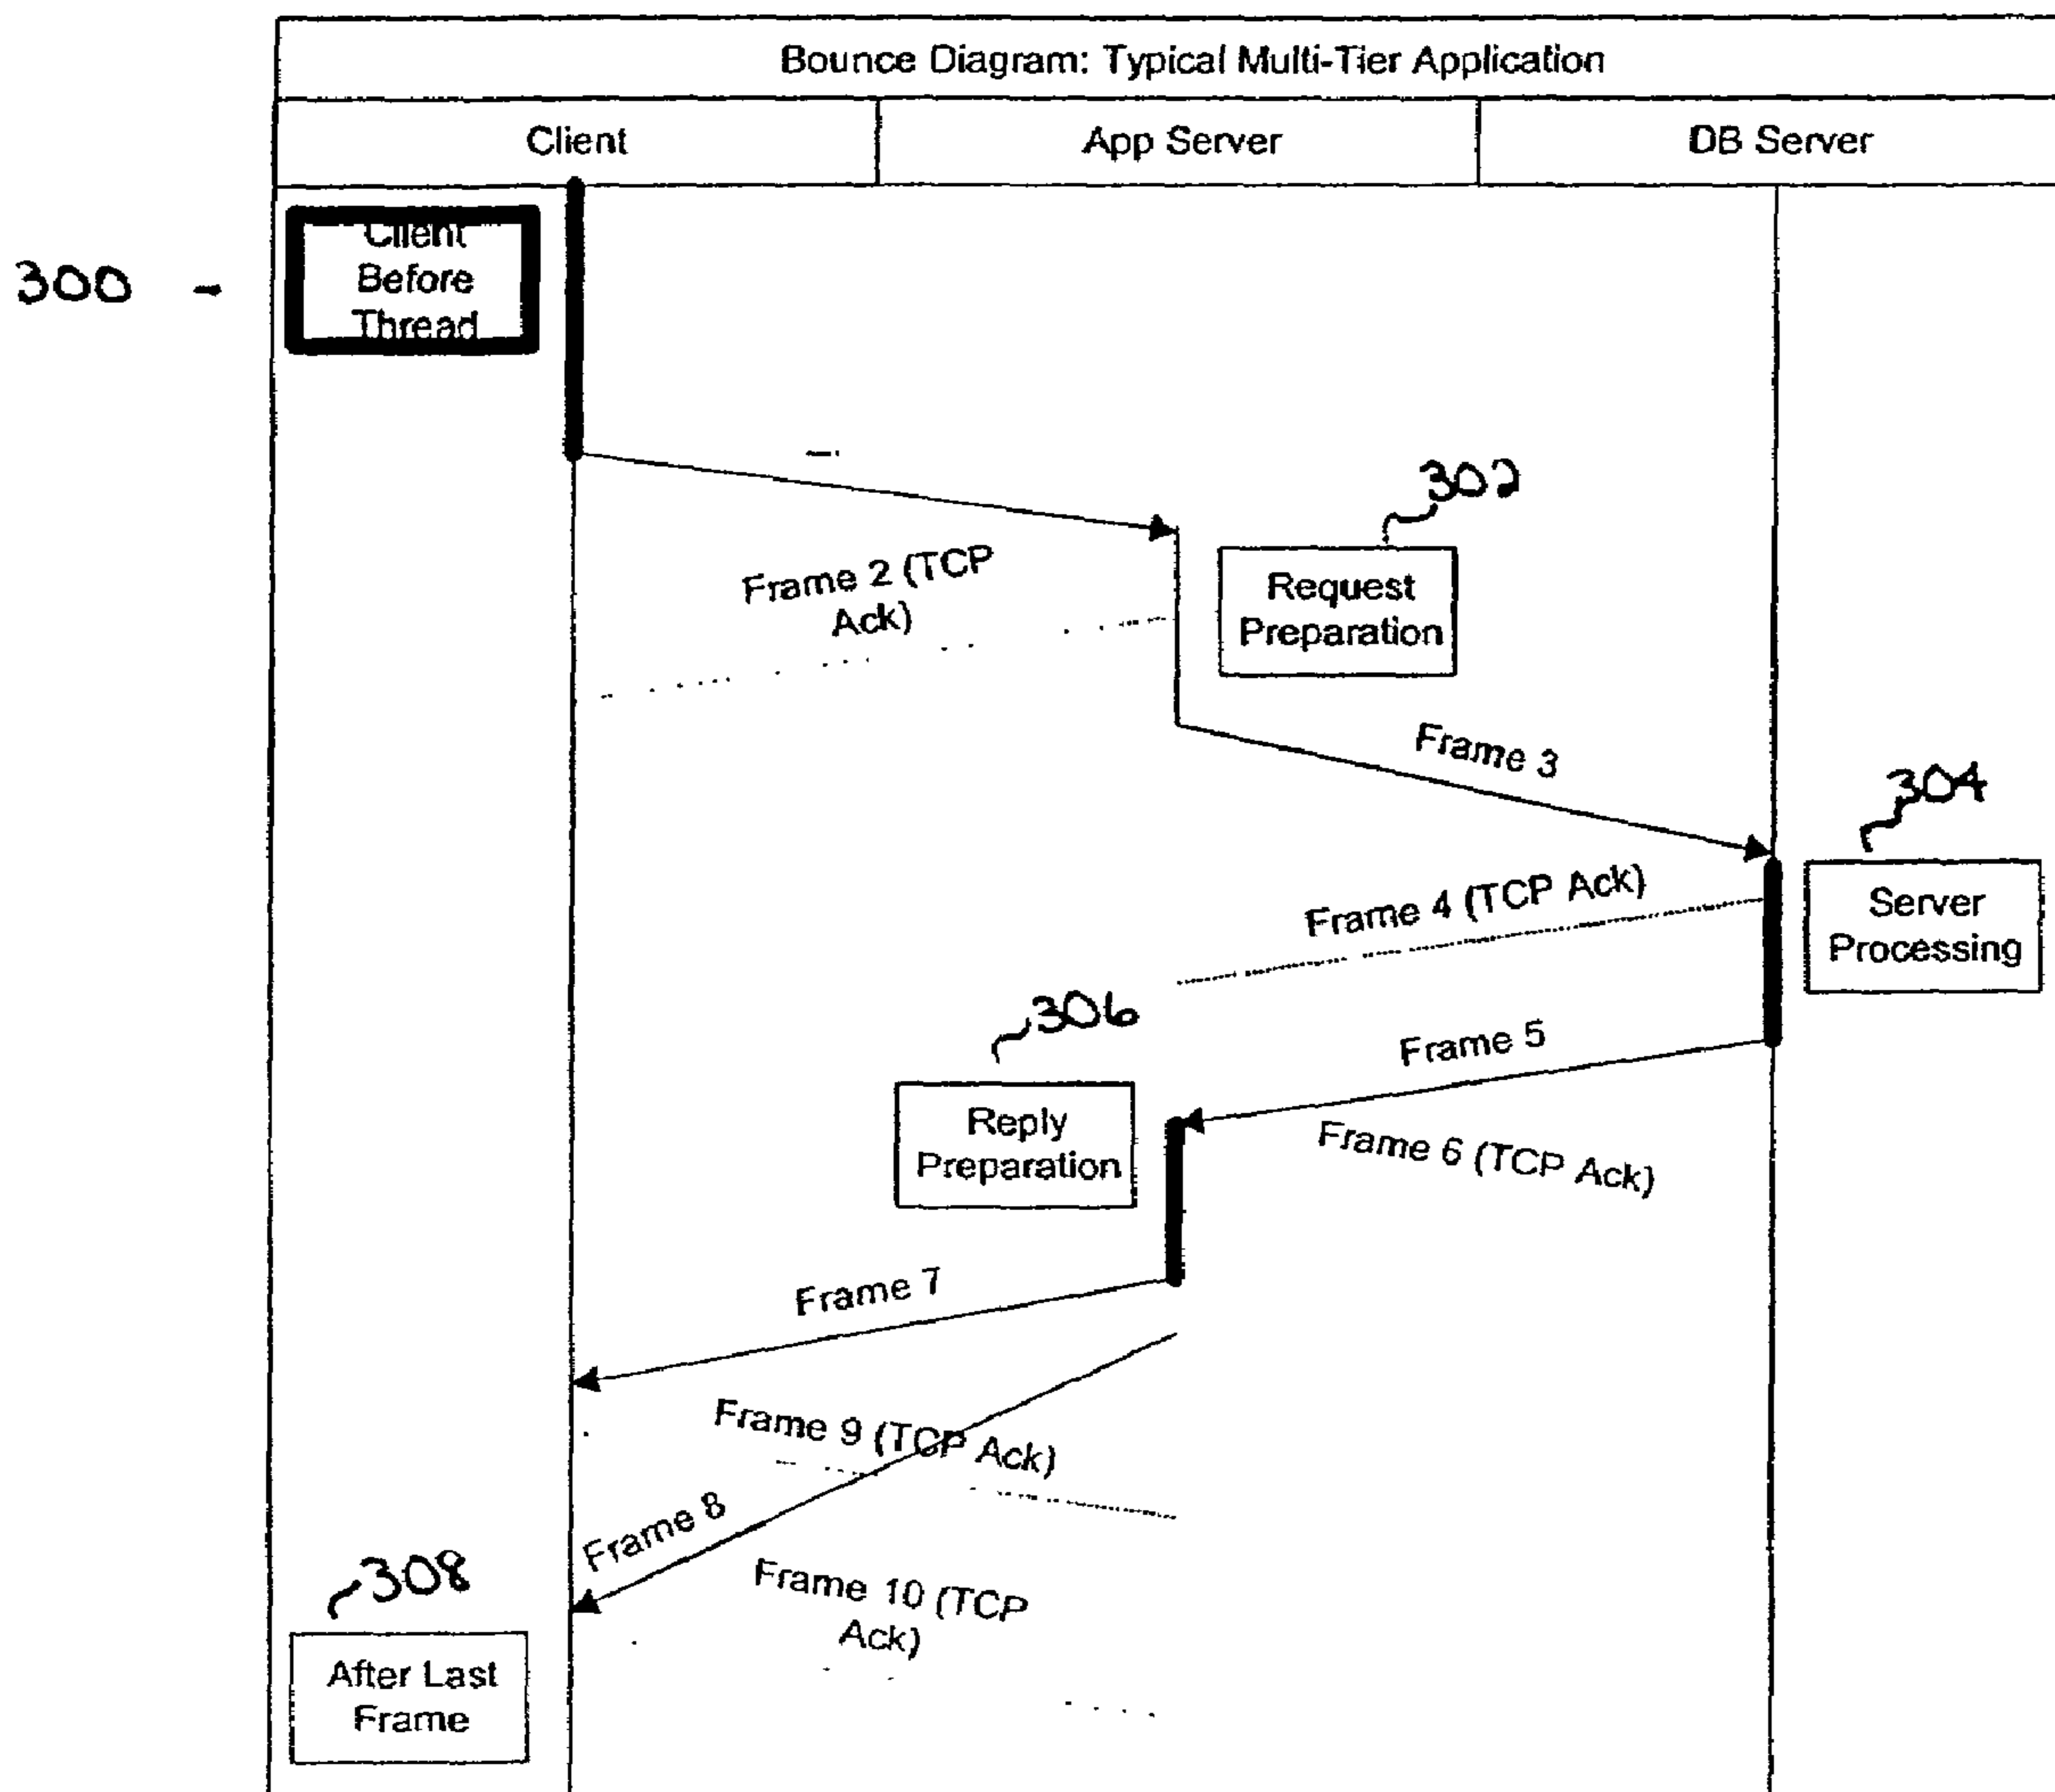 Bounce Diagram: Typical Multi-Tier Application
Client
App Server
DB Server
300 -
Client
Before
Thread
302
Request
Preparation
Frame 2 (TCP
Ack)
Frame 3
304
Server
Processing
Frame 4 (TCP Ack)
306
Reply
Preparation
Frame 5
Frame 6 (TCP Ack)
Frame 7
Frame 9 (TCP Ack)
Frame 8
Frame 10 (TCP
Ack)
308
After Last
Frame